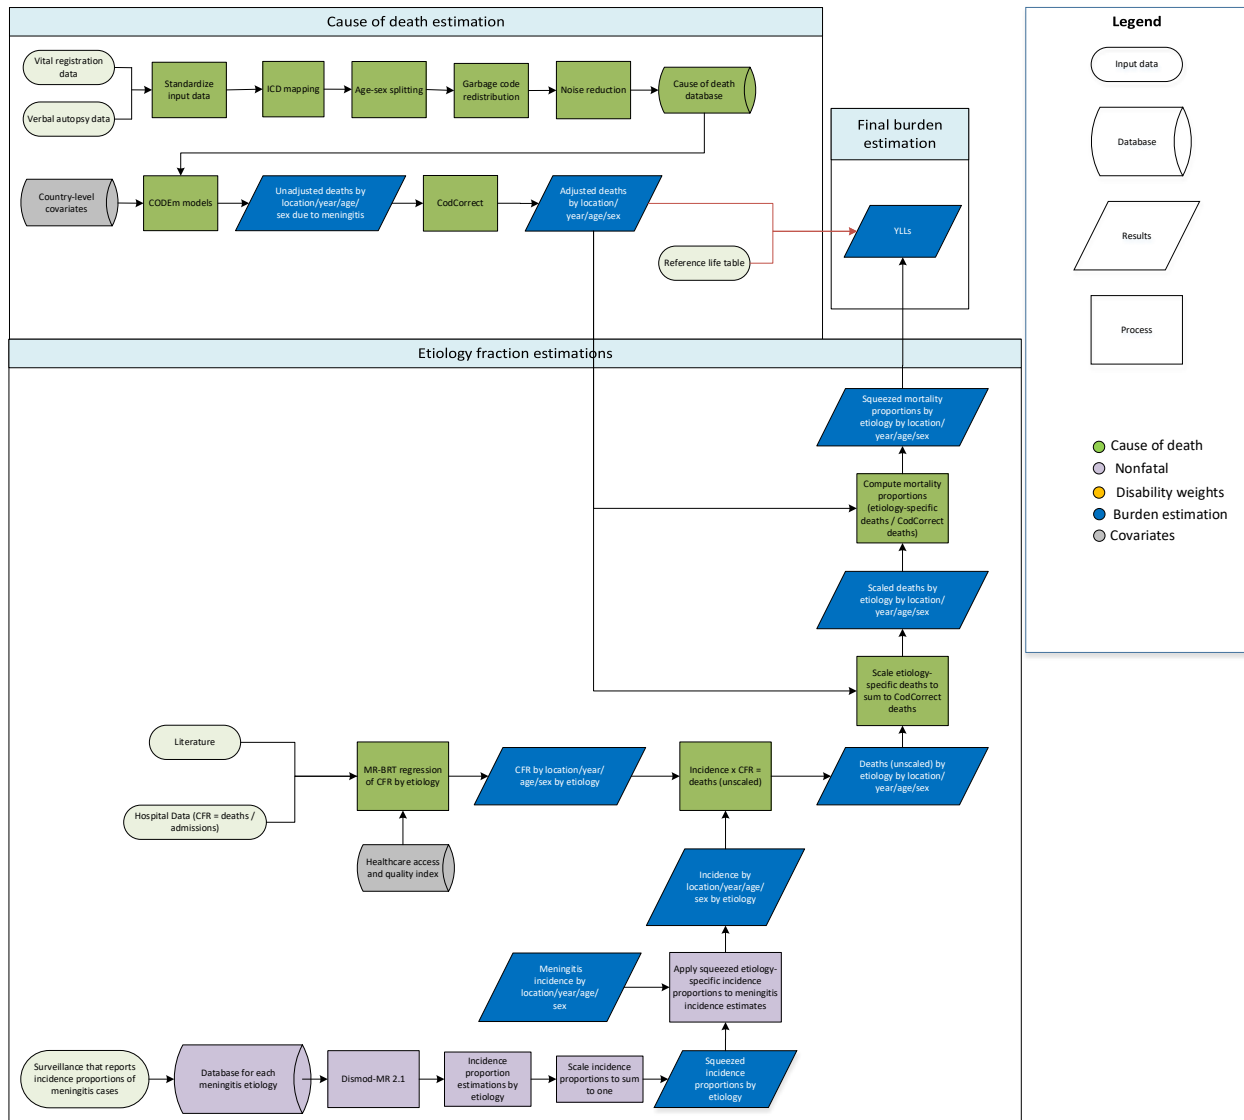 Cause of death estimation
Vital registration
data
Verbal autopsy data
Standardize
input data
ICD mapping
Age-sex splitting
Garbage code
redistribution
Noise reduction
Cause of death
database
Country-level
covariates
CODEm models
Unadjusted deaths by
location/year/age/
sex due to meningitis
CodCorrect
Adjusted deaths
by location/
year/age/sex
Reference life table
Final burden
estimation
YLLs
Legend
Input data
Database
Results
Process
Cause of death
Nonfatal
Disability weights
Burden estimation
Covariates
Etiology fraction estimations
Squeezed mortality
proportions by
etiology by location/
year/age/sex
Compute mortality
proportions
(etiology-specific
deaths / CodCorrect
deaths)
Scaled deaths by
etiology by location/
year/age/sex
Scale etiology-
specific deaths to
sum to CodCorrect
deaths
Literature
Hospital Data (CFR = deaths /
admissions)
MR-BRT regression
of CFR by etiology
Healthcare access
and quality index
CFR by location/year/
age/sex by etiology
Incidence x CFR =
deaths (unscaled)
Deaths (unscaled) by
etiology by location/
year/age/sex
Incidence by
location/year/age/
sex by etiology
Meningitis
incidence by
location/year/age/
sex
Apply squeezed etiology-
specific incidence
proportions to meningitis
incidence estimates
Surveillance that reports
incidence proportions of
meningitis cases
Database for each
meningitis etiology
Dismod-MR 2.1
Incidence
proportion
estimations by
etiology
Scale incidence
proportions to sum
to one
Squeezed
incidence
proportions by
etiology